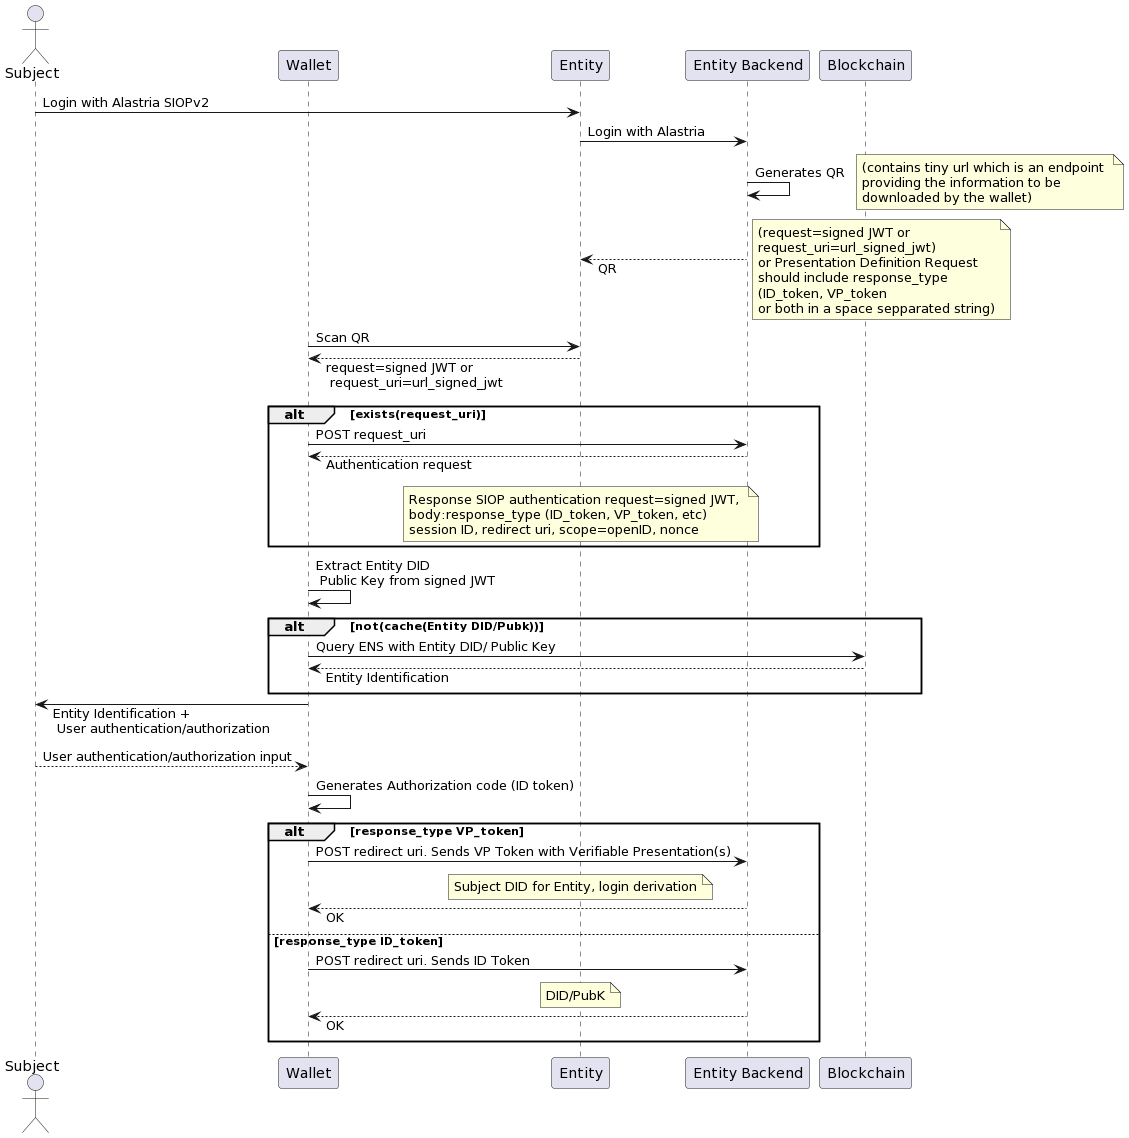 Subject
Wallet
Entity
Entity Backend
Blockchain
Login with Alastria SIOPv2
Login with Alastria
Generates QR
(contains tiny url which is an endpoint
providing the information to be
downloaded by the wallet)
(request=signed JWT or
request_uri=url_signed_jwt)
or Presentation Definition Request
should include response_type
(ID_token, VP_token
or both in a space sepparated string)
QR
Scan QR
request=signed JWT or
request_uri=url_signed_jwt
alt [exists(request_uri)]
POST request_uri
Authentication request
Response SIOP authentication request=signed JWT,
body:response_type (ID_token, VP_token, etc)
session ID, redirect uri, scope=openID, nonce
Extract Entity DID
Public Key from signed JWT
alt [not(cache(Entity DID/Pubk))]
Query ENS with Entity DID/ Public Key
Entity Identification
Entity Identification +
User authentication/authorization
User authentication/authorization input
Generates Authorization code (ID token)
alt [response_type VP_token]
POST redirect uri. Sends VP Token with Verifiable Presentation(s)
Subject DID for Entity, login derivation
OK
[response_type ID_token]
POST redirect uri. Sends ID Token
DID/PubK
OK
Subject
Wallet
Entity
Entity Backend
Blockchain